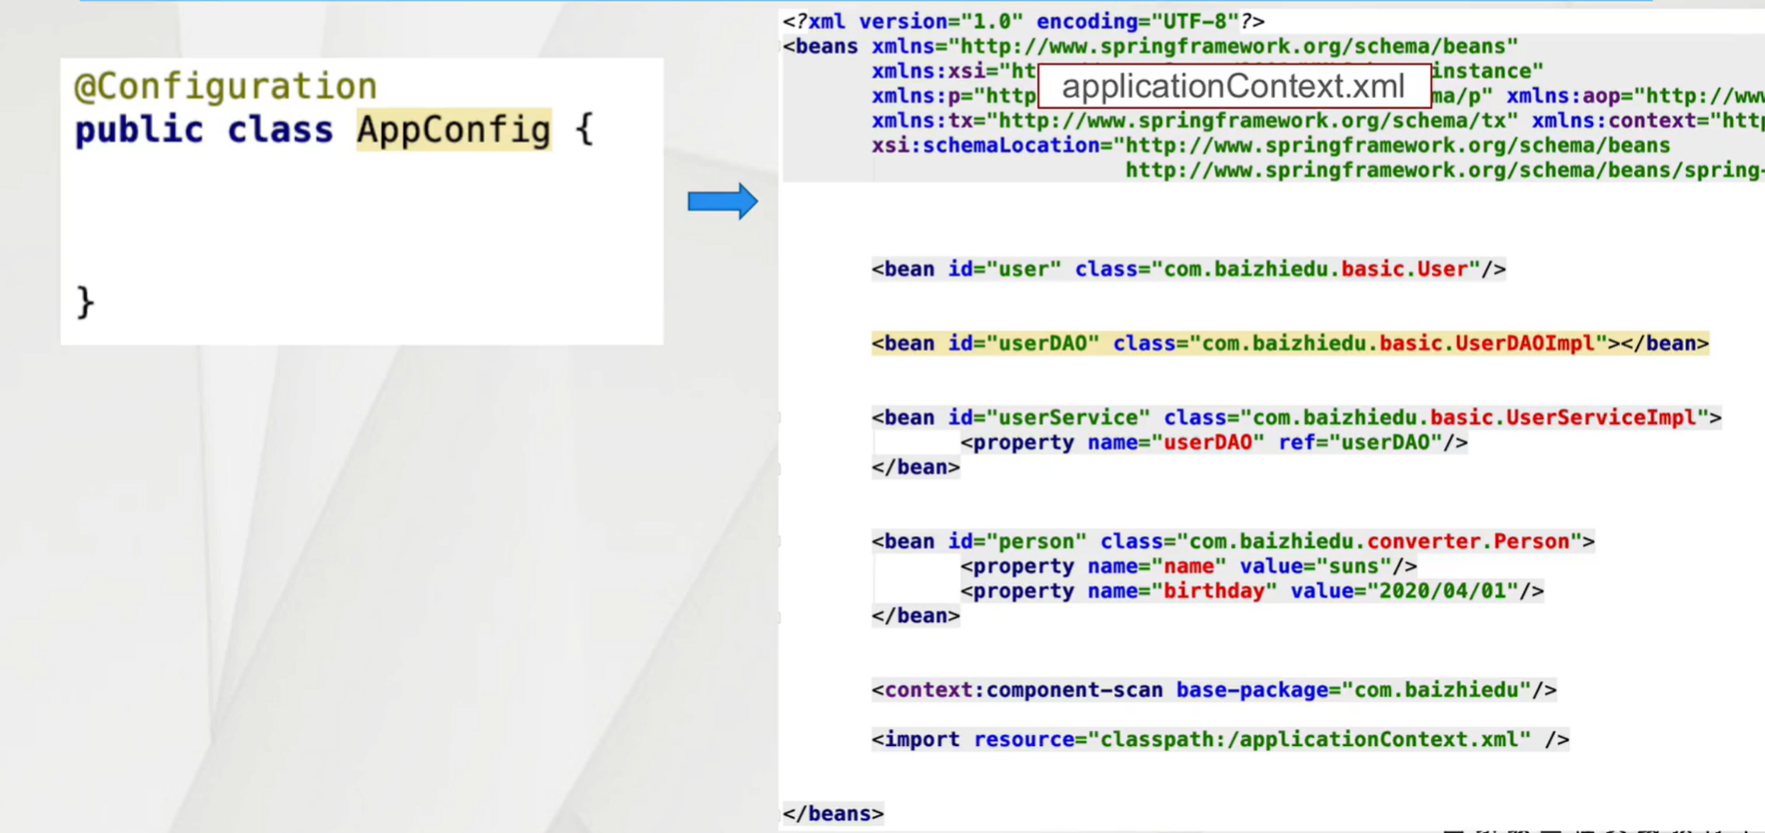 @Configuration
public class AppConfig {
}
<?xml version="1.0" encoding="UTF-8"?>
<beans xmlns="http://www.springframework.org/schema/beans"
xmlns:xsi="ht
instance"
applicationContext.xml
xmlns:p="http
ma/p" xmlns:aop="http://www
xmlns:tx="http://www.springframework.org/schema/tx" xmlns:context="http
xsi:schemaLocation="http://www.springframework.org/schema/beans
http://www.springframework.org/schema/beans/spring-
<bean id="user" class="com.baizhiedu.basic.User"/>
<bean id="userDAO" class="com.baizhiedu.basic.UserDAOImpl"></bean>
<bean id="userService" class="com.baizhiedu.basic.UserServiceImpl">
<property name="userDAO" ref="userDAO"/>
</bean>
<bean id="person" class="com.baizhiedu.converter.Person">
<property name="name" value="suns"/>
<property name="birthday" value="2020/04/01"/>
</bean>
<context:component-scan base-package="com.baizhiedu"/>
<import resource="classpath:/applicationContext.xml" />
</beans>